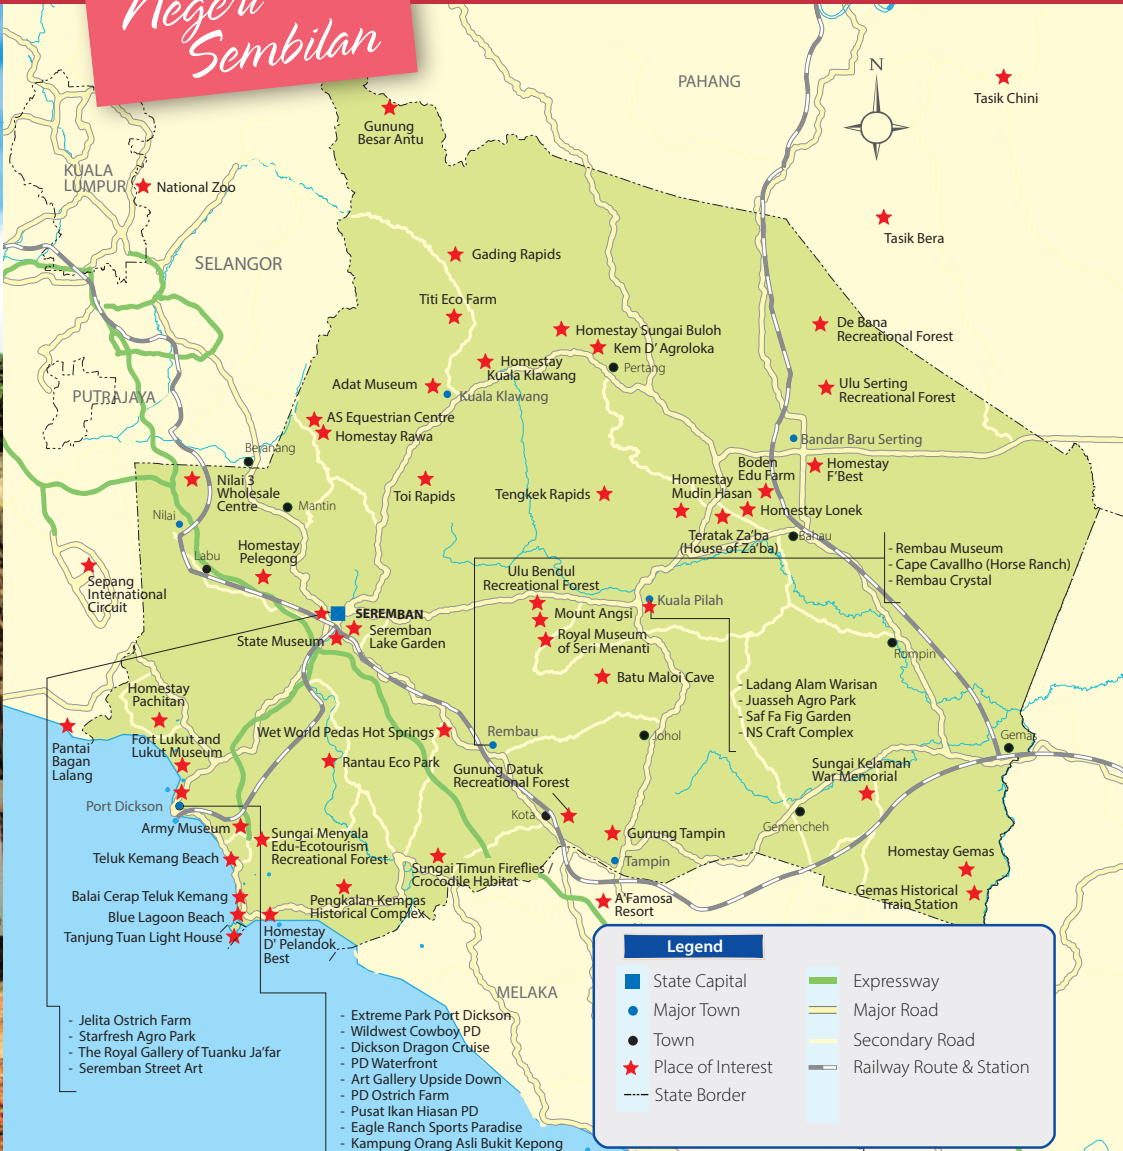 Negeri
Sembilan
PAHANG
N
Tasik Chini
Gunung
Besar Antu
KUALA
LUMPUR
National Zoo
Tasik Bera
SELANGOR
Gading Rapids
Titi Eco Farm
Homestay Sungai Buloh
Kem D' Agroloka
De Bana
Recreational Forest
Homestay
Kuala Klawang
Pertang
Adat Museum
Kuala Klawang
Ulu Serting
Recreational Forest
PUTRAJAYA
AS Equestrian Centre
Homestay Rawa
Bandar Baru Serting
Beranang
Boden
Edu Farm
Homestay
F'Best
Nilai 3
Wholesale
Centre
Toi Rapids
Tengkek Rapids
Homestay
Mudin Hasan
Homestay Lonek
Mantin
Nilai
Teratak Za'ba
(House of Za'ba)
Bahau
Labu
Homestay
Pelegong
- Rembau Museum
- Cape Cavallho (Horse Ranch)
- Rembau Crystal
Sepang
International
Circuit
Ulu Bendul
Recreational Forest
Kuala Pilah
SEREMBAN
Mount Angsi
Seremban
Lake Garden
State Museum
Royal Museum
of Seri Menanti
Rompin
Batu Maloi Cave
- Ladang Alam Warisan
- Juasseh Agro Park
- Saf Fa Fig Garden
- NS Craft Complex
Homestay
Pachitan
Pantai
Bagan
Lalang
Fort Lukut and
Lukut Museum
Wet World Pedas Hot Springs
Rembau
Johol
Gemas
Rantau Eco Park
Gunung Datuk
Recreational Forest
Sungai Kelamah
War Memorial
Port Dickson
Kota
Gemencheh
Army Museum
Sungai Menyala
Edu-Ecotourism
Recreational Forest
Gunung Tampin
Teluk Kemang Beach
Sungai Timun Fireflies /
Crocodile Habitat
Tampin
Homestay Gemas
Balai Cerap Teluk Kemang
Pengkalan Kempas
Historical Complex
A'Famosa
Resort
Gemas Historical
Train Station
Blue Lagoon Beach
Tanjung Tuan Light House
Homestay
D' Pelandok
Best
MELAKA
Legend
State Capital
Major Town
Town
Place of Interest
State Border
Expressway
Major Road
Secondary Road
Railway Route & Station
- Jelita Ostrich Farm
- Starfresh Agro Park
- The Royal Gallery of Tuanku Ja'far
- Seremban Street Art
- Extreme Park Port Dickson
- Wildwest Cowboy PD
- Dickson Dragon Cruise
- PD Waterfront
- Art Gallery Upside Down
- PD Ostrich Farm
- Pusat Ikan Hiasan PD
- Eagle Ranch Sports Paradise
- Kampung Orang Asli Bukit Kepong